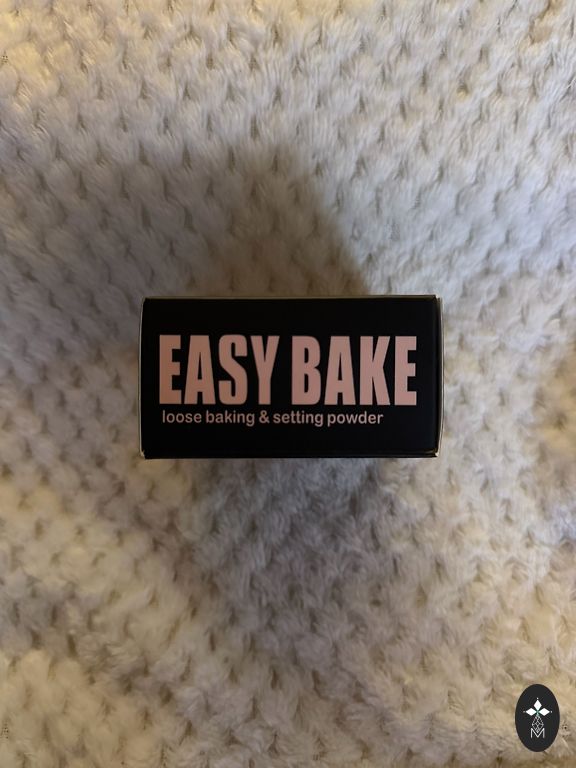 EASY BAKE
loose baking & setting powder
M